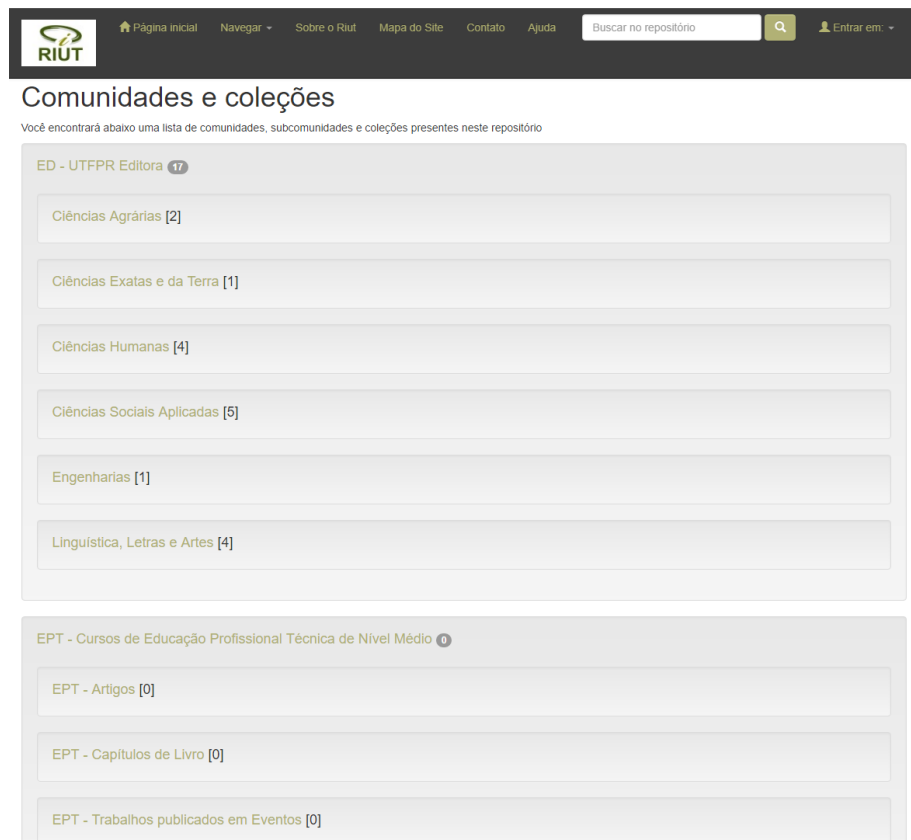 RIUT
Página inicial
Navegar
Sobre o Riut
Mapa do Site
Contato
Ajuda
Buscar no repositório
Entrar em:
Comunidades e coleções
Você encontrará abaixo uma lista de comunidades, subcomunidades e coleções presentes neste repositório
ED - UTFPR Editora 17
Ciências Agrárias [2]
Ciências Exatas e da Terra [1]
Ciências Humanas [4]
Ciências Sociais Aplicadas [5]
Engenharias [1]
Linguística, Letras e Artes [4]
EPT - Cursos de Educação Profissional Técnica de Nível Médio 0
EPT - Artigos [0]
EPT - Capítulos de Livro [0]
EPT - Trabalhos publicados em Eventos [0]